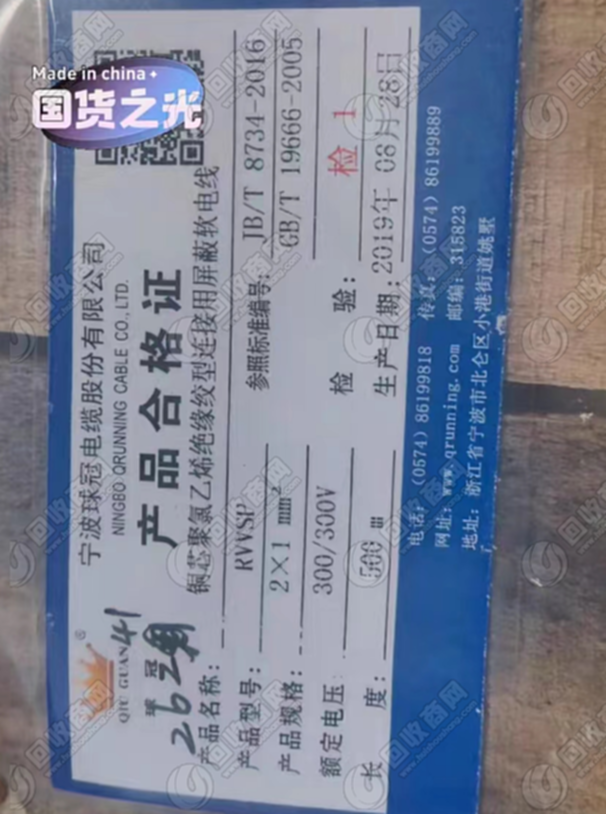 Made in china
国货之光
宁波球冠电缆股份有限公司
NINGBO QRUNNING CABLE CO.,LTD.
®
球冠
QIU GUAN
产品合格证
产品名称: 铜芯聚氯乙烯绝缘绞型连接用屏蔽软电线
产品型号: RVVSP 参照标准编号: JB/T 8734-2016
产品规格: 2×1 mm² GB/T 19666-2005
额定电压: 300/300V 检 验: 检 1
长 度: 500 m 生产日期: 2019年 08月 28日
电话: (0574) 86199818 传真: (0574) 86199889
网址: www.qrunning.com 邮编: 315823
地址: 浙江省宁波市北仑区小港街道姚墅
回收商网